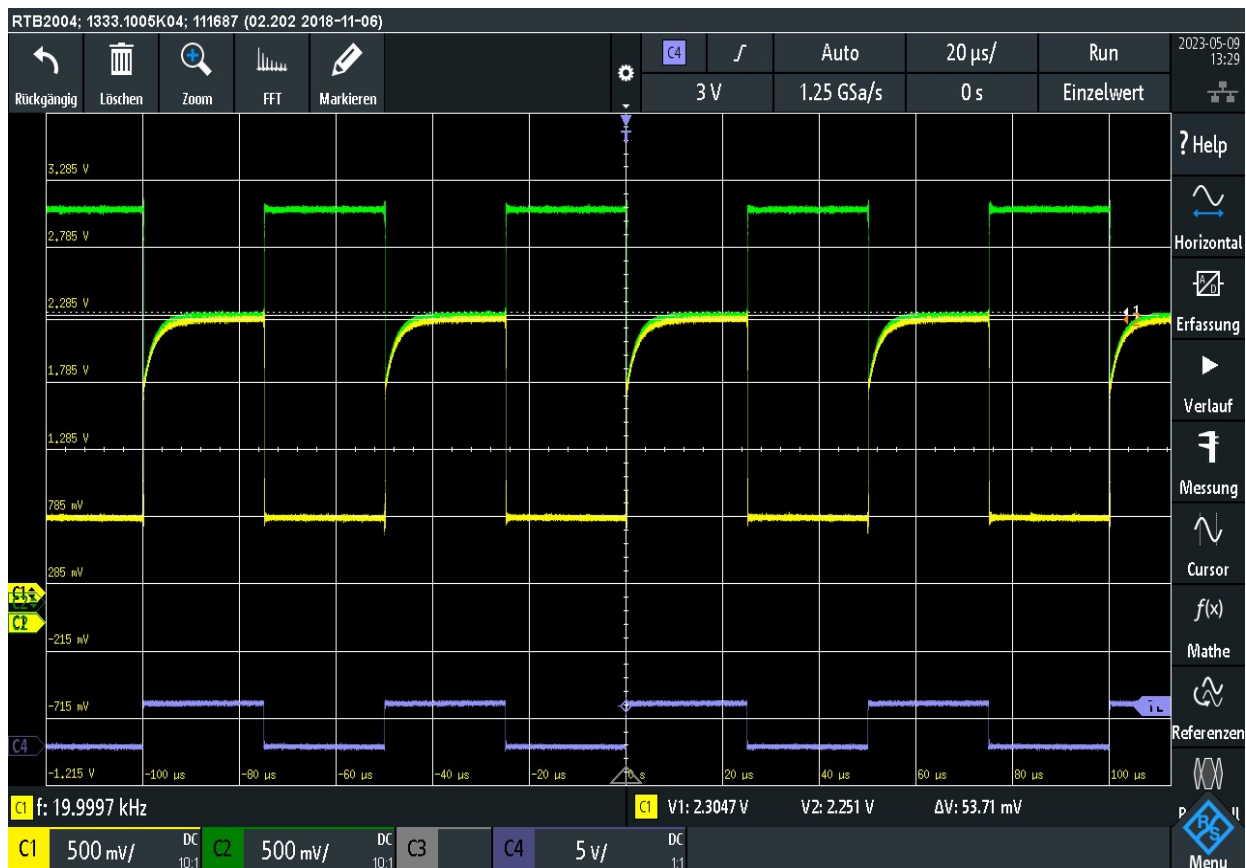 RTB2004; 1333.1005K04; 111687 (02.202 2018-11-06)
Rückgängig Löschen Zoom FFT Markieren
C4 Auto 20 µs/ Run
3 V 1.25 GSa/s 0 s Einzelwert
2023-05-09
13:29
? Help
Horizontal
A D
Erfassung
Verlauf
Messung
Cursor
f(x)
Mathe
Referenzen
T
3,285 V
2,785 V
2,285 V
1
1,785 V
1,285 V
785 mV
285 mV
C1
C2
C2
-215 mV
-715 mV
C4
-1,215 V -100 µs -80 µs -60 µs -40 µs -20 µs 0 s 20 µs 40 µs 60 µs 80 µs 100 µs
C1 f: 19.9997 kHz C1 V1: 2.3047 V V2: 2.251 V ΔV: 53.71 mV
C1 500 mV/ DC 10:1 C2 500 mV/ DC 10:1 C3 C4 5 V/ DC 1:1
R/S
Menu